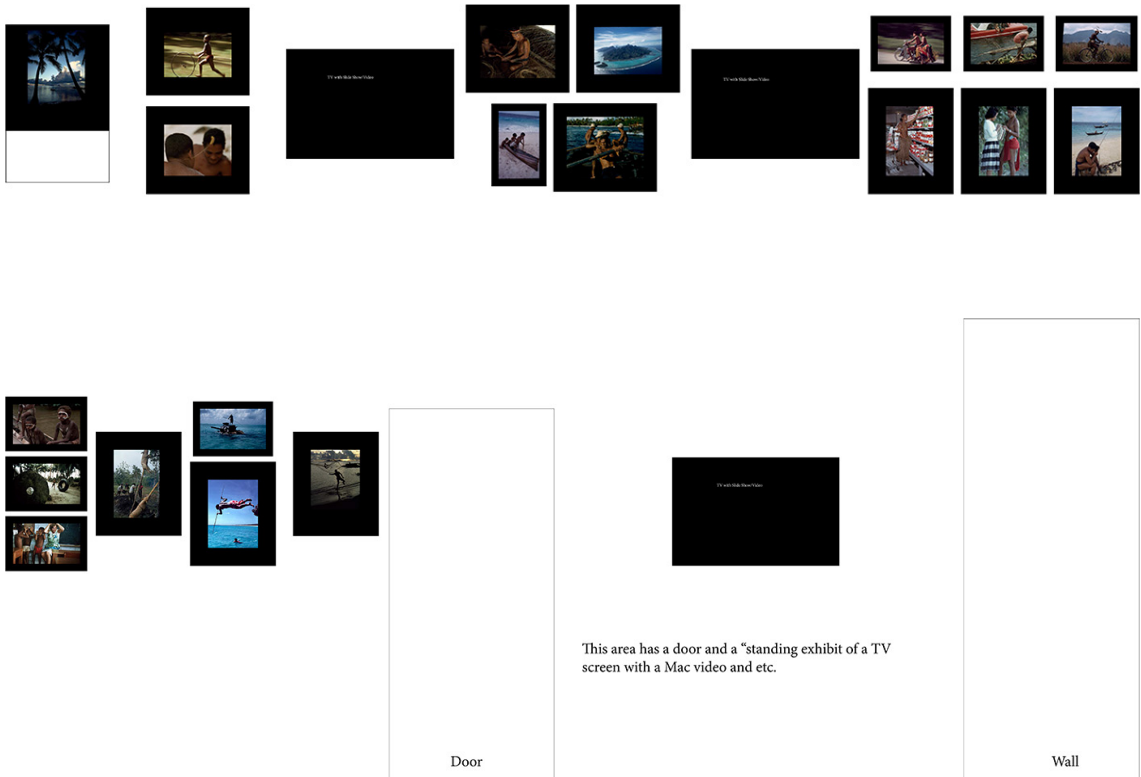 TV with Slide Show/Video
TV with Slide Show/Video
TV with Slide Show/Video
This area has a door and a “standing exhibit of a TV
screen with a Mac video and etc.
Door
Wall